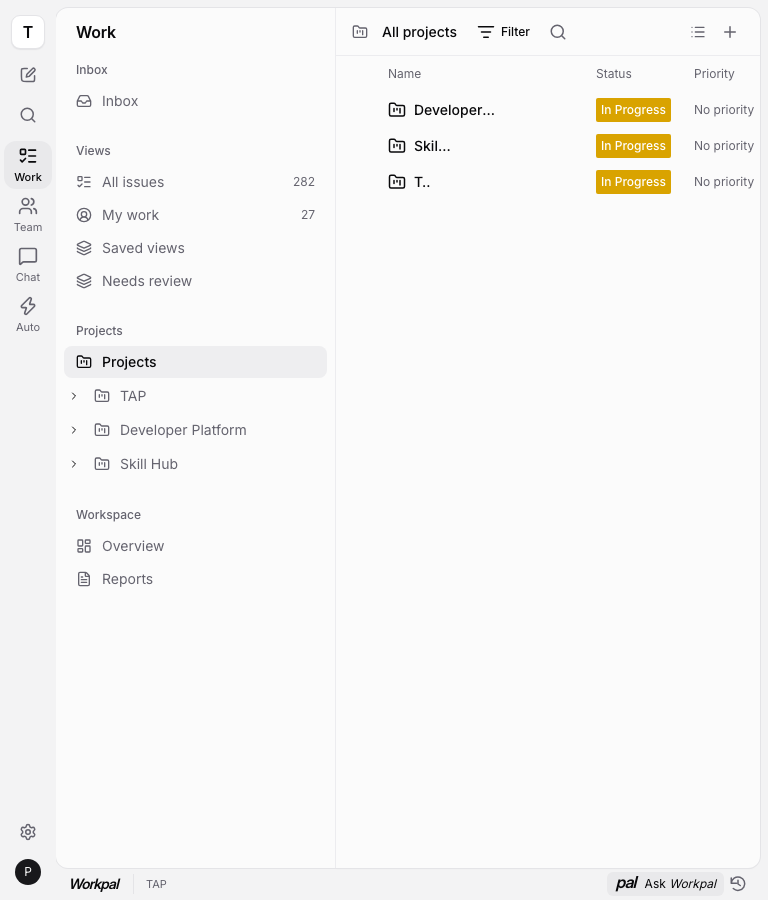 T
Work
Team
Chat
Auto
P
Work
Inbox
Inbox
Views
All issues 282
My work 27
Saved views
Needs review
Projects
Projects
TAP
Developer Platform
Skill Hub
Workspace
Overview
Reports
All projects Filter
Name Status Priority
Developer... In Progress No priority
Skil... In Progress No priority
T.. In Progress No priority
Workpal TAP
pal Ask Workpal